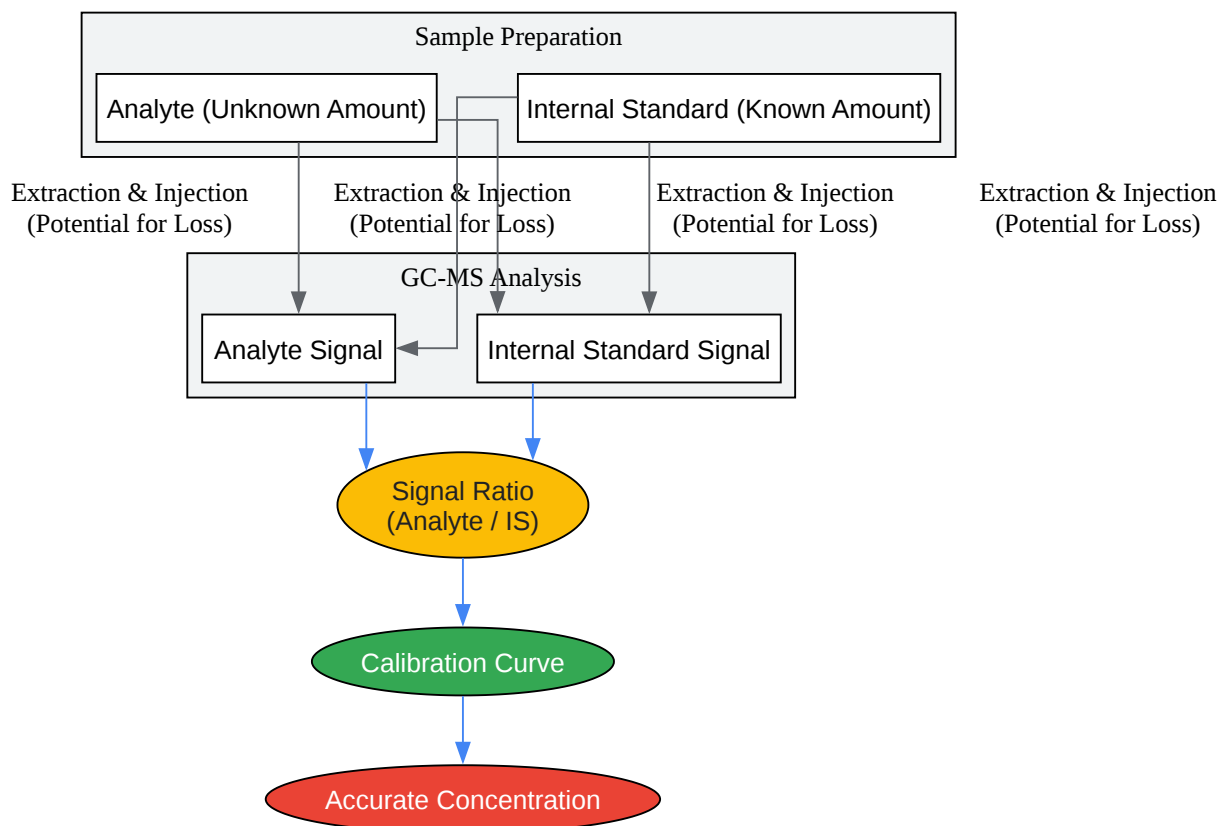 Sample Preparation
Analyte (Unknown Amount)
Internal Standard (Known Amount)
Extraction & Injection
(Potential for Loss)
Extraction & Injection
(Potential for Loss)
Extraction & Injection
(Potential for Loss)
Extraction & Injection
(Potential for Loss)
GC-MS Analysis
Analyte Signal
Internal Standard Signal
Signal Ratio
(Analyte / IS)
Calibration Curve
Accurate Concentration